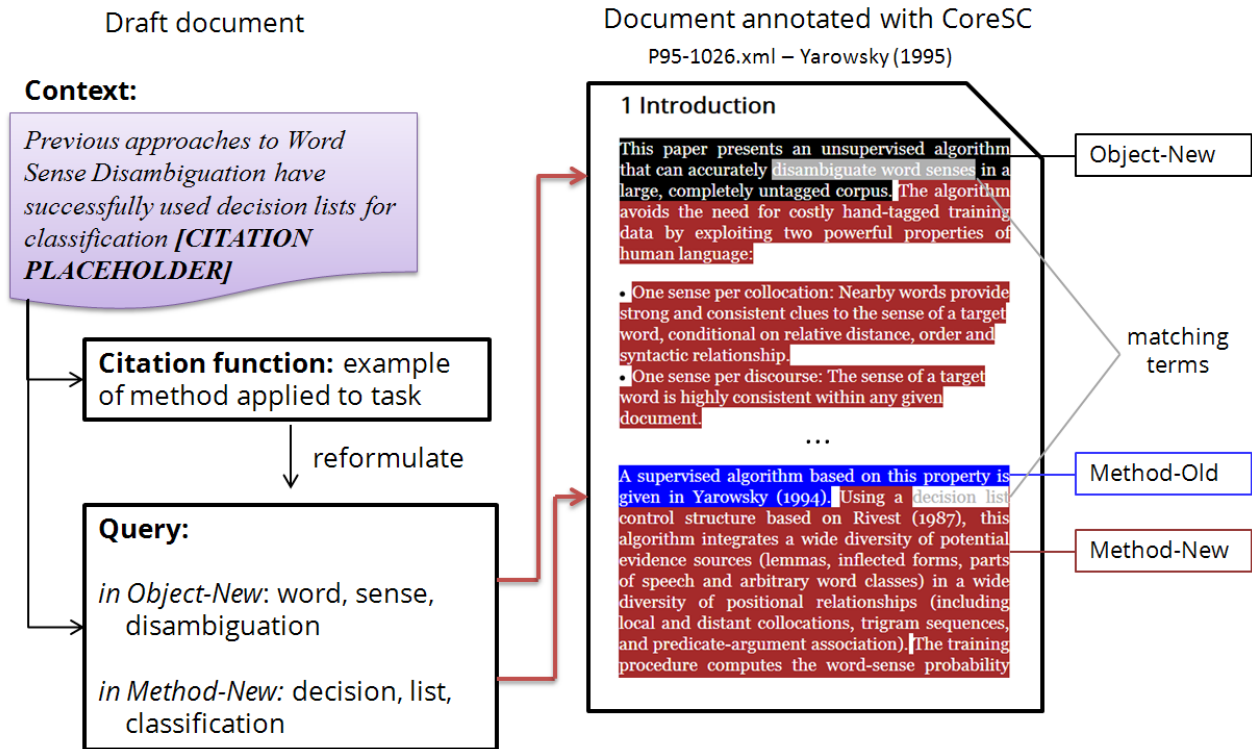 Draft document
Context:
Previous approaches to Word
Sense Disambiguation have
successfully used decision lists for
classification [CITATION
PLACEHOLDER]
Citation function: example
of method applied to task
reformulate
Query:
in Object-New: word, sense,
disambiguation
in Method-New: decision, list,
classification
Document annotated with CoreSC
P95-1026.xml – Yarowsky (1995)
1 Introduction
This paper presents an unsupervised algorithm
that can accurately disambiguate word senses in a
large, completely untagged corpus. The algorithm
avoids the need for costly hand-tagged training
data by exploiting two powerful properties of
human language:
• One sense per collocation: Nearby words provide
strong and consistent clues to the sense of a target
word, conditional on relative distance, order and
syntactic relationship.
• One sense per discourse: The sense of a target
word is highly consistent within any given
document.
...
A supervised algorithm based on this property is
given in Yarowsky (1994). Using a decision list
control structure based on Rivest (1987), this
algorithm integrates a wide diversity of potential
evidence sources (lemmas, inflected forms, parts
of speech and arbitrary word classes) in a wide
diversity of positional relationships (including
local and distant collocations, trigram sequences,
and predicate-argument association). The training
procedure computes the word-sense probability
Object-New
matching
terms
Method-Old
Method-New